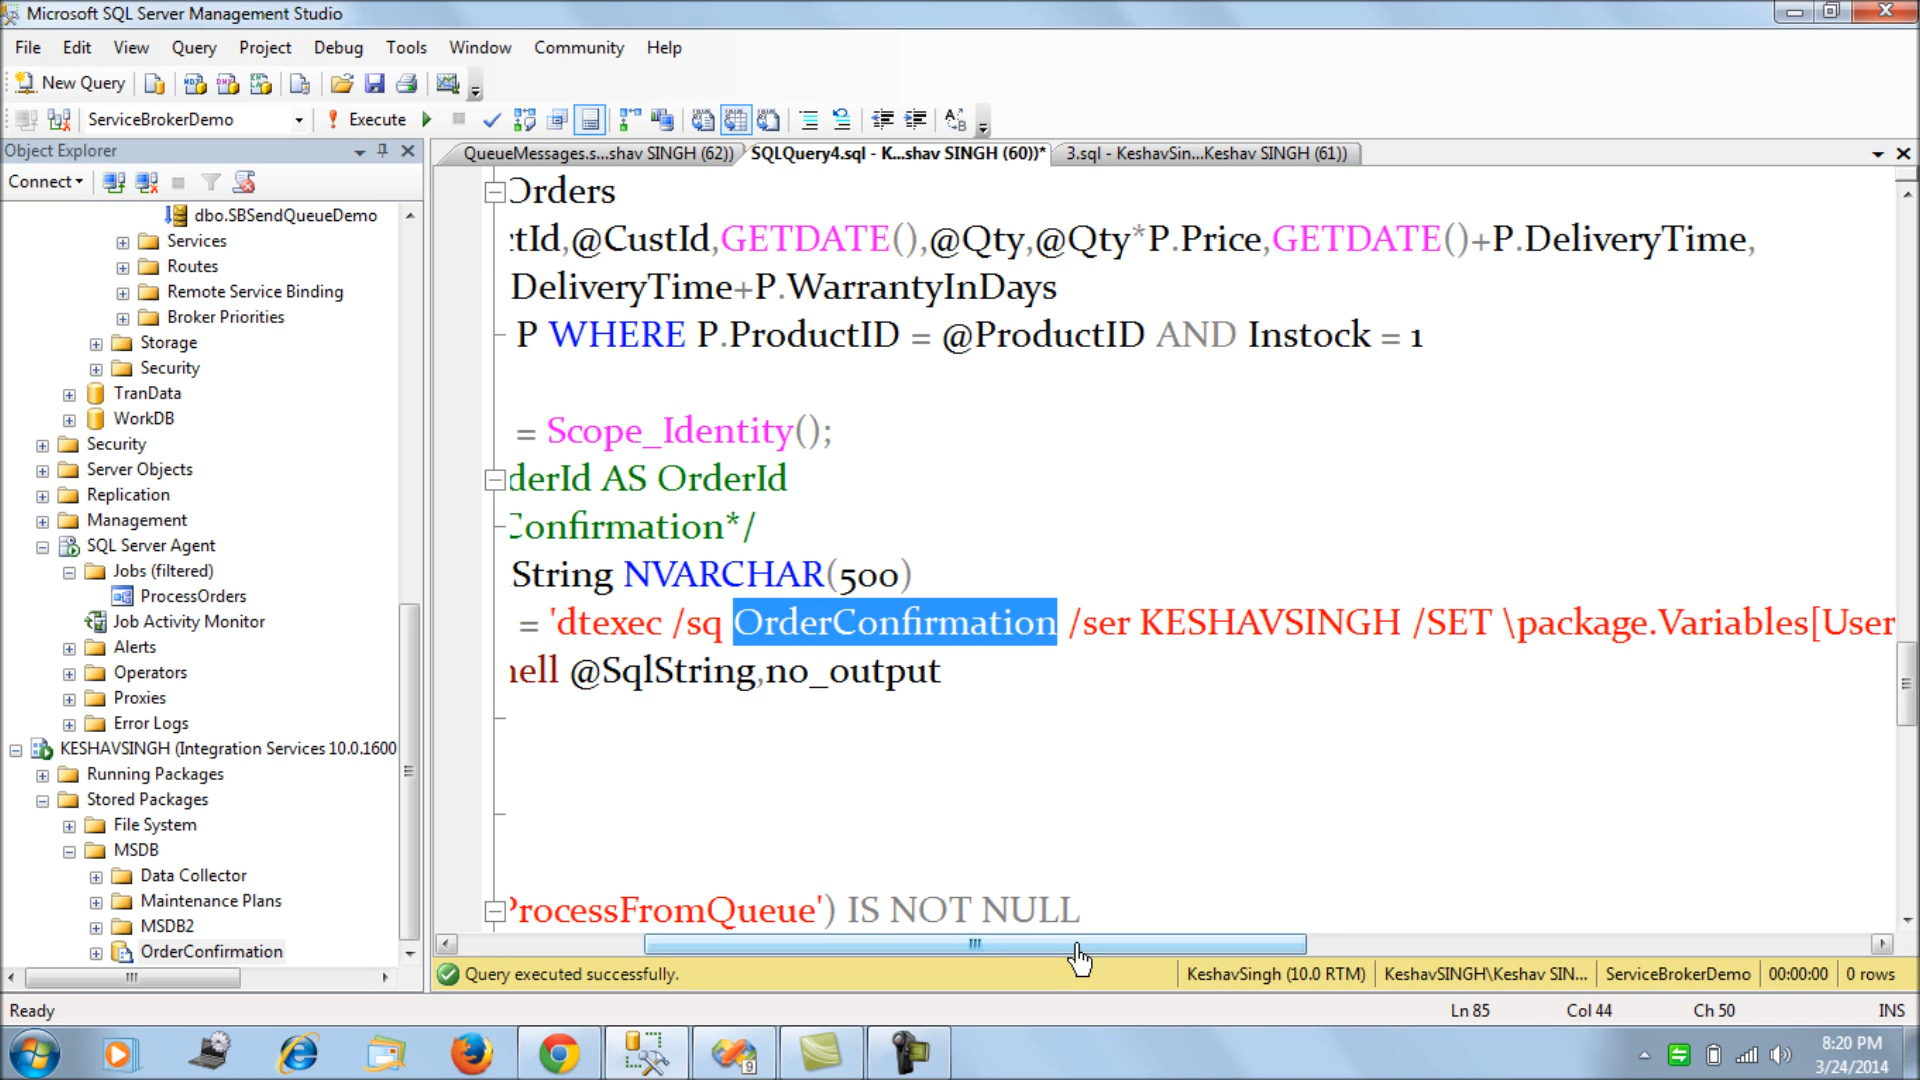 Microsoft SQL Server Management Studio
File Edit View Query Project Debug Tools Window Community Help
New Query
ServiceBrokerDemo Execute
Object Explorer
Connect
dbo.SBSendQueueDemo
Services
Routes
Remote Service Binding
Broker Priorities
Storage
Security
TranData
WorkDB
Security
Server Objects
Replication
Management
SQL Server Agent
Jobs (filtered)
ProcessOrders
Job Activity Monitor
Alerts
Operators
Proxies
Error Logs
KESHAVSINGH (Integration Services 10.0.1600
Running Packages
Stored Packages
File System
MSDB
Data Collector
Maintenance Plans
MSDB2
OrderConfirmation
QueueMessages.s...shav SINGH (62)) SQLQuery4.sql - K...shav SINGH (60))* 3.sql - KeshavSin...Keshav SINGH (61))
Orders
ctId,@CustId,GETDATE(),@Qty,@Qty*P.Price,GETDATE()+P.DeliveryTime,
DeliveryTime+P.WarrantyInDays
P WHERE P.ProductID = @ProductID AND Instock = 1
= Scope_Identity();
derId AS OrderId
Confirmation*/
String NVARCHAR(500)
= 'dtexec /sq OrderConfirmation /ser KESHAVSINGH /SET \package.Variables[User
hell @SqlString,no_output
ProcessFromQueue') IS NOT NULL
Query executed successfully. KeshavSingh (10.0 RTM) KeshavSINGH\Keshav SIN... ServiceBrokerDemo 00:00:00 0 rows
Ready Ln 85 Col 44 Ch 50 INS
9
8:20 PM
3/24/2014